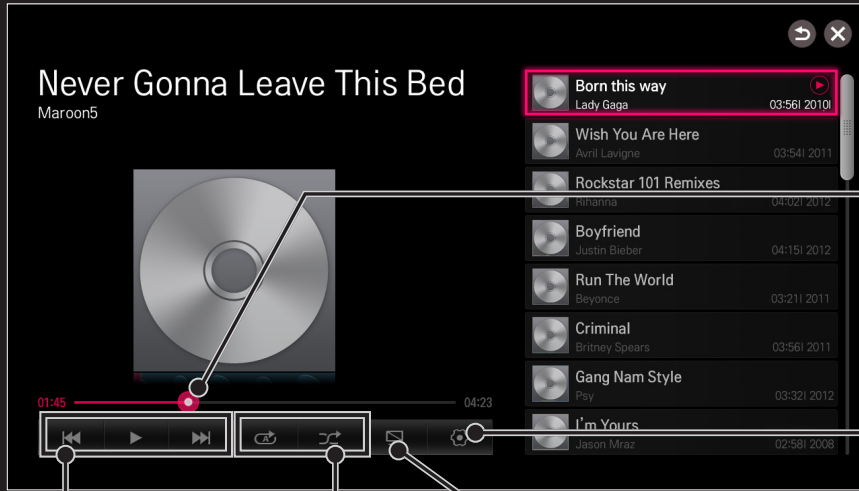 Never Gonna Leave This Bed
Maroon5
01:45
04:23
A
Born this way
Lady Gaga 03:56| 2010|
Wish You Are Here
Avril Lavigne 03:54| 2011
Rockstar 101 Remixes
Rihanna 04:02| 2012
Boyfriend
Justin Bieber 04:15| 2012
Run The World
Beyonce 03:21| 2011
Criminal
Britney Spears 03:56| 2011
Gang Nam Style
Psy 03:32| 2012
I'm Yours
Jason Mraz 02:58| 2008